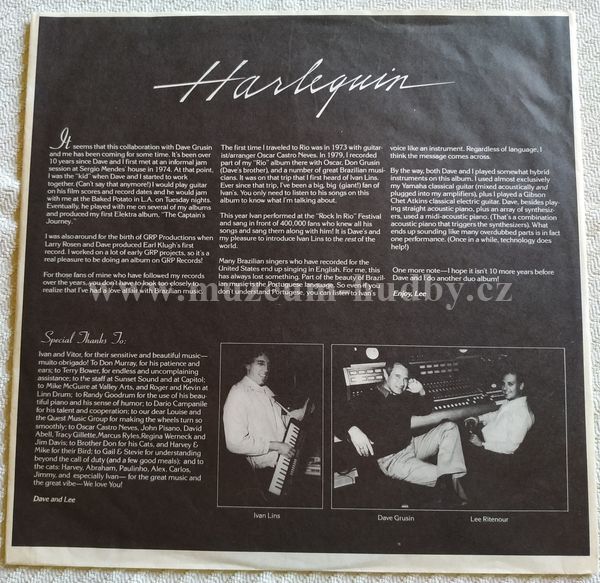 Harlequin
It seems that this collaboration with Dave Grusin
and me has been coming for some time. It's been over
10 years since Dave and I first met at an informal jam
session at Sergio Mendes' house in 1974. At that point,
I was the "kid" when Dave and I started to work
together. (Can't say that anymore!) I would play guitar
on his film scores and record dates and he would jam
with me at the Baked Potato in L.A. on Tuesday nights.
Eventually, he played with me on several of my albums
and produced my first Elektra album, "The Captain's
Journey."
I was also around for the birth of GRP Productions when
Larry Rosen and Dave produced Earl Klugh's first
record. I worked on a lot of early GRP projects, so it's a
real pleasure to be doing an album on GRP Records!
For those fans of mine who have followed my records
over the years, you don't have to look too closely to
realize that I've had a love affair with Brazilian music.
The first time I traveled to Rio was in 1973 with guitar-
ist/arranger Oscar Castro Neves. In 1979, I recorded
part of my "Rio" album there with Oscar, Don Grusin
(Dave's brother), and a number of great Brazilian musi-
cians. It was on that trip that I first heard of Ivan Lins.
Ever since that trip, I've been a big, big (giant!) fan of
Ivan's. You only need to listen to his songs on this
album to know what I'm talking about.
This year han performed at the "Rock In Rio" Festival
and sang in front of 400,000 fans who knew all his
songs and sang them along with him! It is Dave's and
my pleasure to introduce Ivan Lins to the rest of the
world.
Many Brazilian singers who have recorded for the
United States end up singing in English. For me, this
has always lost something. Part of the beauty of Brazil-
ian music is the Portugese language. So even if you
don't understand Portugese, you can listen to Ivan's
voice like an instrument. Regardless of language, I
think the message comes across.
By the way, both Dave and I played somewhat hybrid
instruments on this album. I used almost exclusively
my Yamaha classical guitar (mixed acoustically and
plugged into my amplifiers), plus I played a Gibson
Chet Atkins classical electric guitar. Dave, besides play-
ing straight acoustic piano, plus an array of synthesiz-
ers, used a midi-acoustic piano. (That's a combination
acoustic piano that triggers the synthesizers). What
ends up sounding like many overdubbed parts is in fact
one performance. (Once in a while, technology does
help!)
One more note—I hope it isn't 10 more years before
Dave and I do another duo album!
Enjoy, Lee
www.muzeum-hudby.cz
Special Thanks To:
Ivan and Vitor, for their sensitive and beautiful music—
muito obrigado! To Don Murray, for his patience and
ears; to Terry Bower, for endless and uncomplaining
assistance; to the staff at Sunset Sound and at Capitol;
to Mike McGuire at Valley Arts, and Roger and Kevin at
Linn Drum; to Randy Goodrum for the use of his beau-
tiful piano and his sense of humor; to Dario Campanile
for his talent and cooperation; to our dear Louise and
the Quest Music Group for making the wheels turn so
smoothly; to Oscar Castro Neves, John Pisano, David
Abell, Tracy Gillette, Marcus Ryles, Regina Werneck and
Jim Davis; to Brother Don for his Cats, and Harvey &
Mike for their Bird; to Gail & Stevie for understanding
beyond the call of duty (and a few good meals); and to
the cats: Harvey, Abraham, Paulinho, Alex, Carlos,
Jimmy, and especially Ivan— for the great music and
the great vibe—We love You!
Dave and Lee
Ivan Lins
Dave Grusin
Lee Ritenour